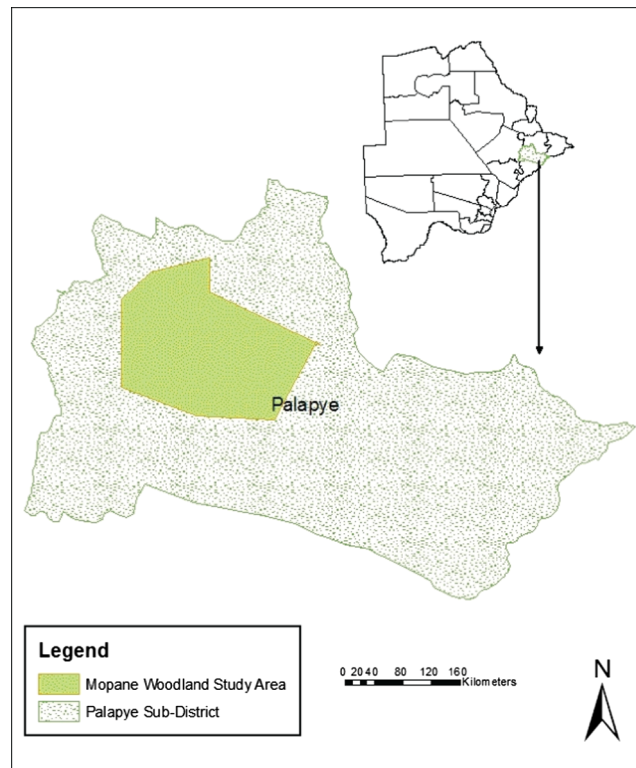 Palapye
Legend
Mopane Woodland Study Area
Palapye Sub-District
0 20 40 80 120 160
Kilometers
N